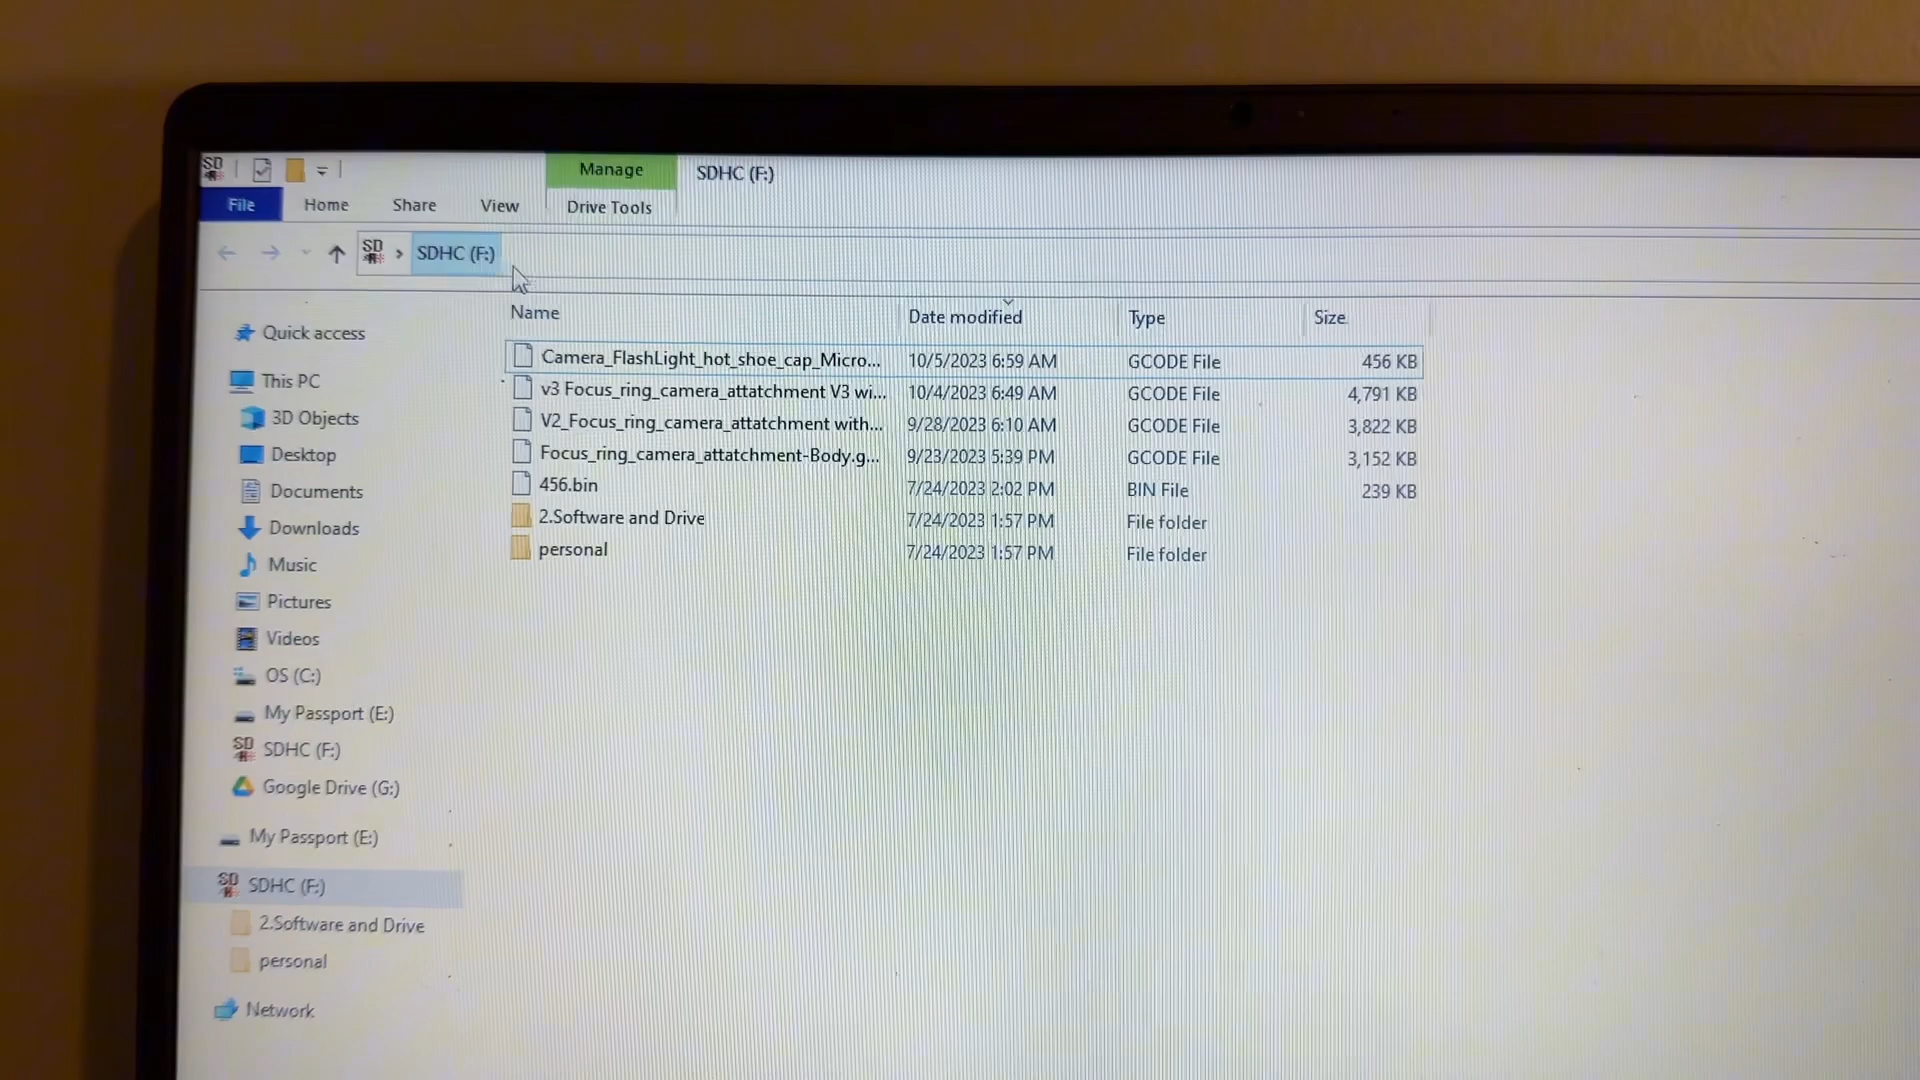 Manage SDHC (F:)
File Home Share View Drive Tools
SD SDHC (F:)
Name Date modified Type Size
Camera_FlashLight_hot_shoe_cap_Micro... 10/5/2023 6:59 AM GCODE File 456 KB
v3 Focus_ring_camera_attatchment V3 wi... 10/4/2023 6:49 AM GCODE File 4,791 KB
V2_Focus_ring_camera_attatchment with... 9/28/2023 6:10 AM GCODE File 3,822 KB
Focus_ring_camera_attatchment-Body.g... 9/23/2023 5:39 PM GCODE File 3,152 KB
456.bin 7/24/2023 2:02 PM BIN File 239 KB
2.Software and Drive 7/24/2023 1:57 PM File folder
personal 7/24/2023 1:57 PM File folder
Quick access
This PC
3D Objects
Desktop
Documents
Downloads
Music
Pictures
Videos
OS (C:)
My Passport (E:)
SD SDHC (F:)
Google Drive (G:)
My Passport (E:)
SD SDHC (F:)
2.Software and Drive
personal
Network